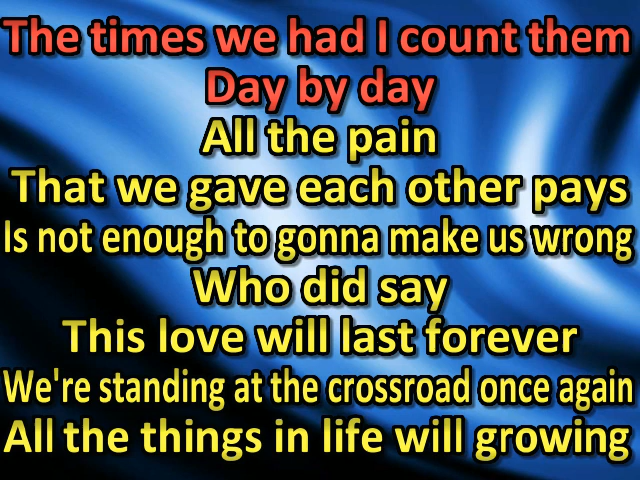 The times we had I count them
Day by day
All the pain
That we gave each other pays
Is not enough to gonna make us wrong
Who did say
This love will last forever
We're standing at the crossroad once again
All the things in life will growing